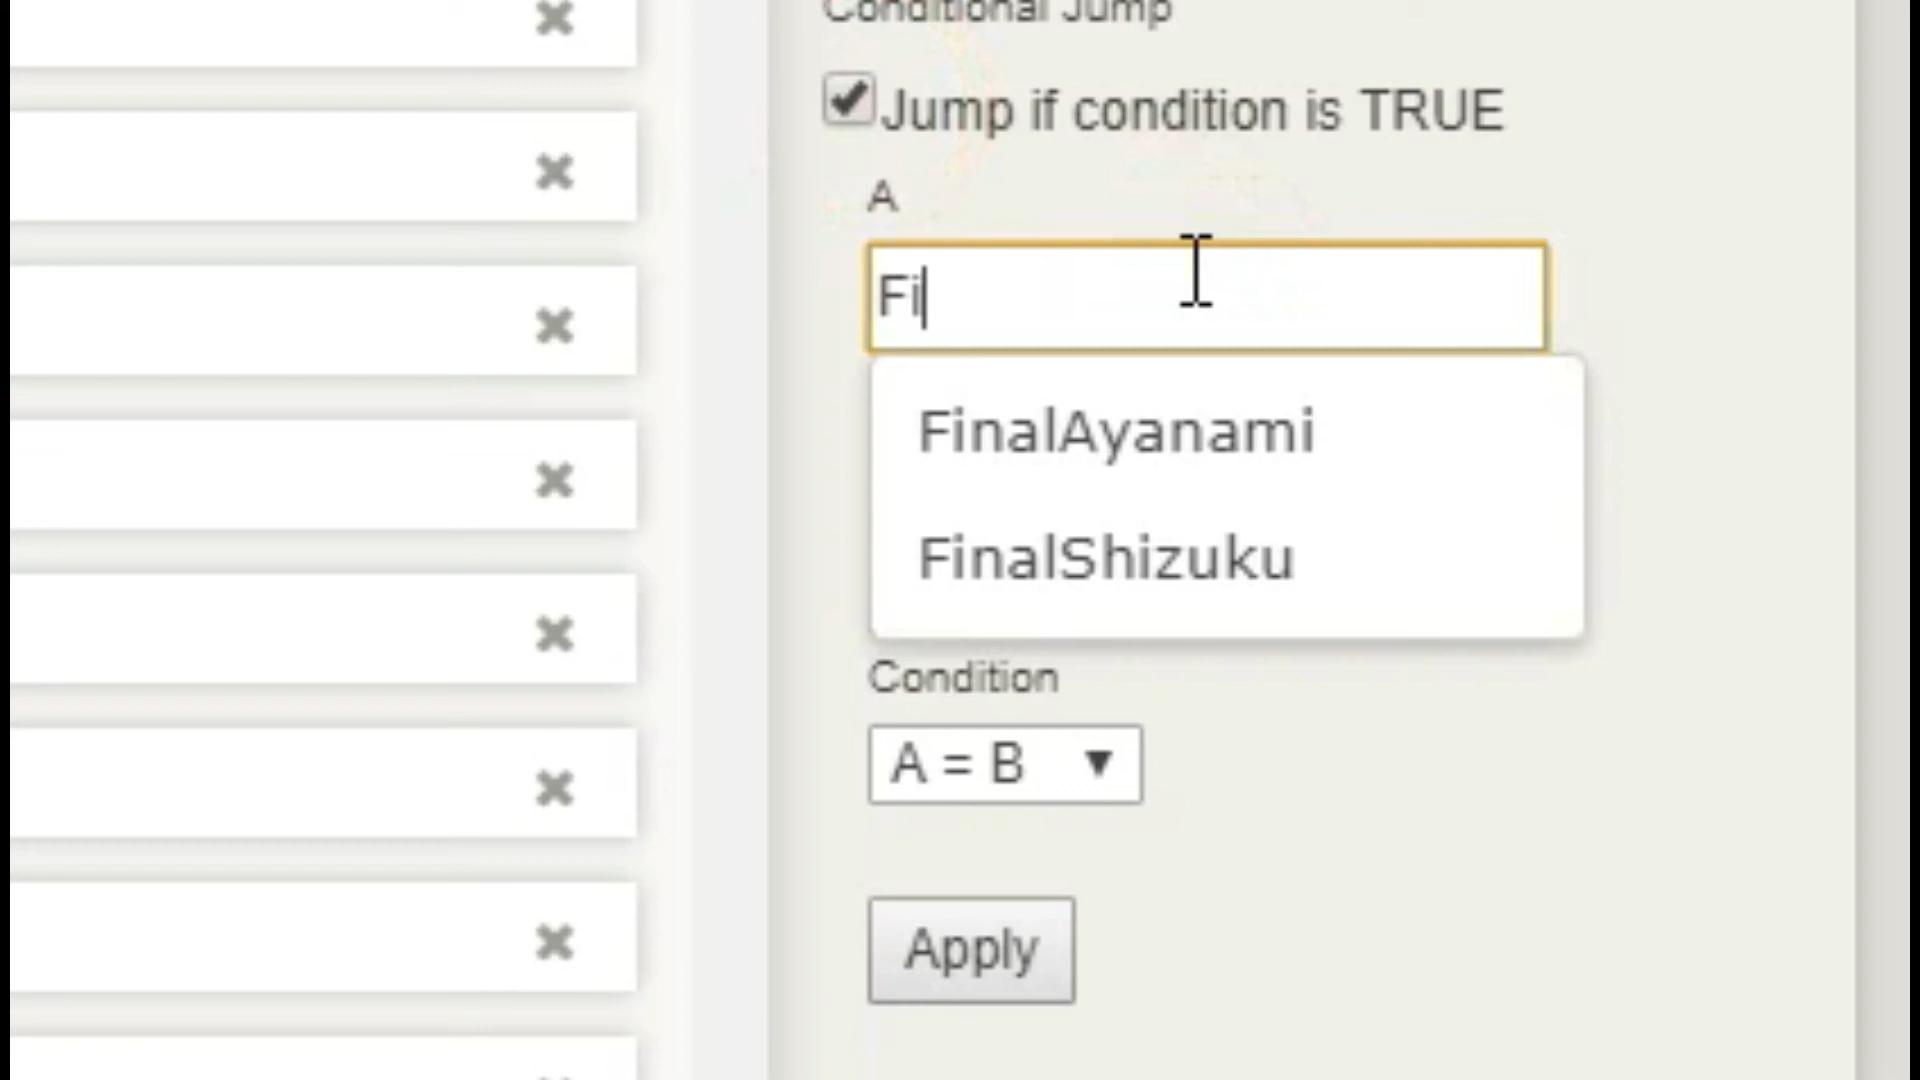 Conditional Jump
Jump if condition is TRUE
A
Fi
FinalAyanami
FinalShizuku
Condition
A = B
Apply